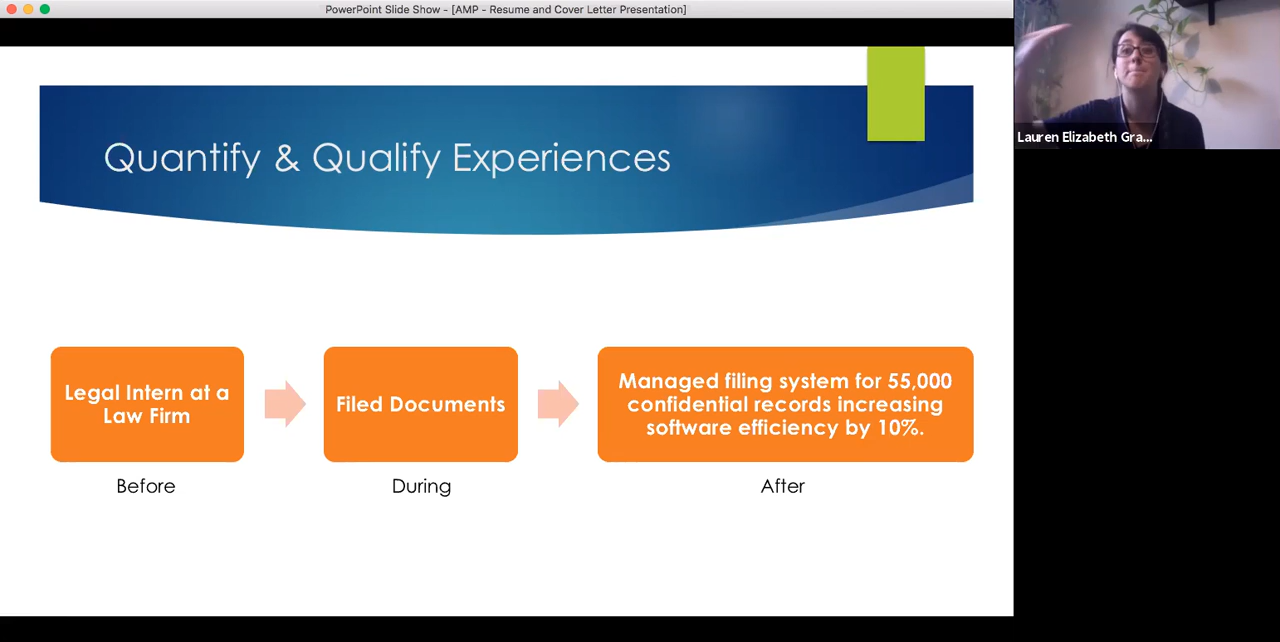 PowerPoint Slide Show - [AMP - Resume and Cover Letter Presentation]
Lauren Elizabeth Gra...
Quantify & Qualify Experiences
Legal Intern at a
Law Firm
Before
Filed Documents
During
Managed filing system for 55,000
confidential records increasing
software efficiency by 10%.
After